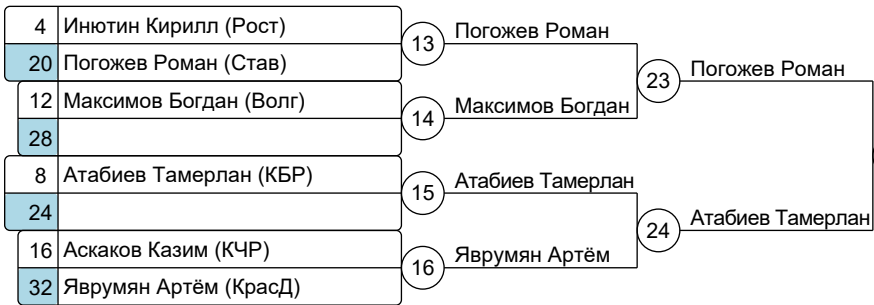 4 Инютин Кирилл (Рост)
20 Погожев Роман (Став)
13
Погожев Роман
12 Максимов Богдан (Волг)
28
14
Максимов Богдан
23
Погожев Роман
8 Атабиев Тамерлан (КБР)
24
15
Атабиев Тамерлан
16 Аскаков Казим (КЧР)
32 Яврумян Артём (КрасД)
16
Яврумян Артём
24
Атабиев Тамерлан